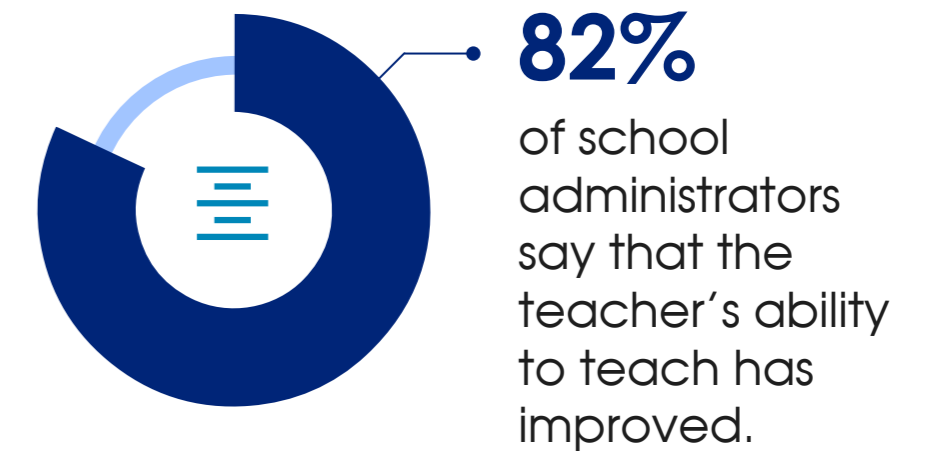 82%
of school
administrators
say that the
teacher’s ability
to teach has
improved.